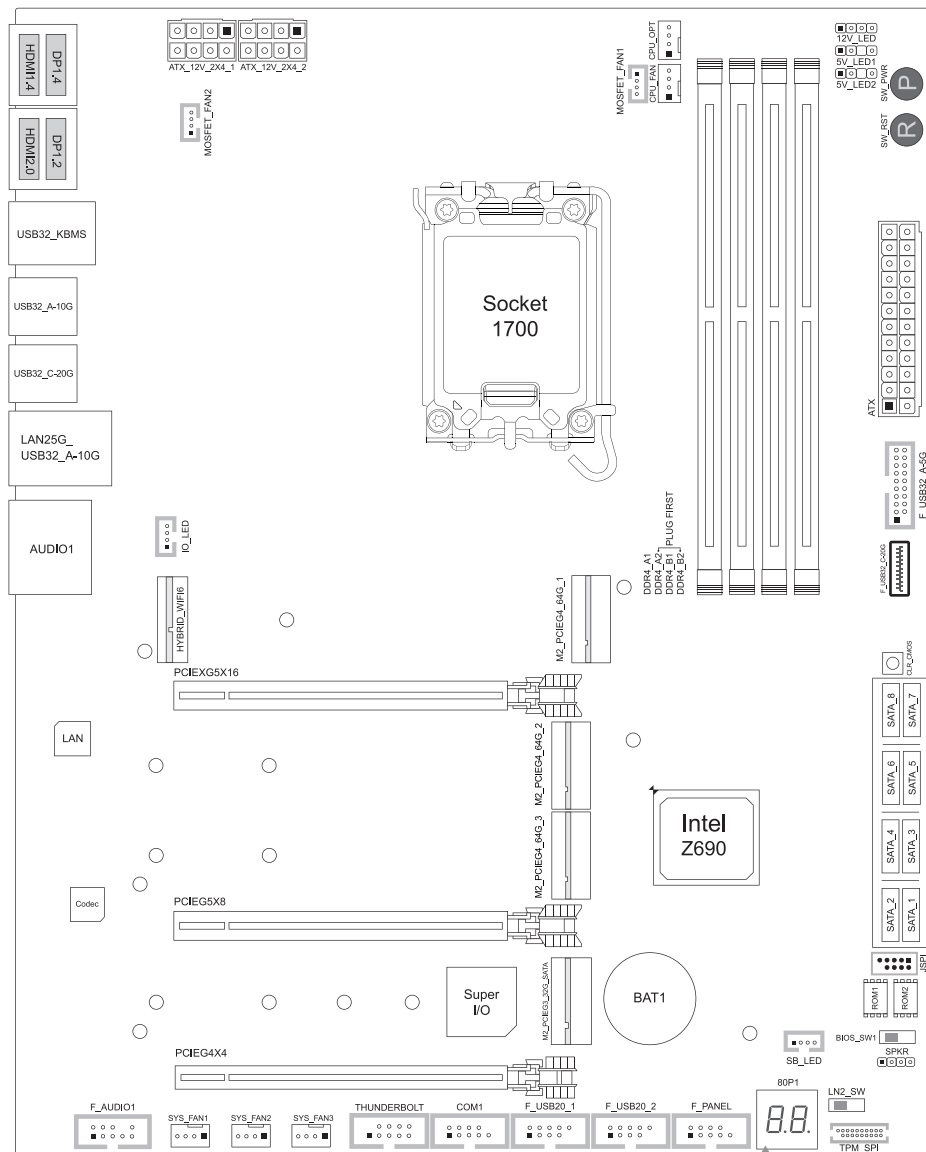 HDMI1.4
DP1.4
HDMI2.0
DP1.2
USB32_KBMS
USB32_A-10G
USB32_C-20G
LAN25G_
USB32_A-10G
AUDIO1
ATX_12V_2X4_1
ATX_12V_2X4_2
MOSFET_FAN2
MOSFET_FAN1
CPU_OPT
CPU_FAN
12V_LED
5V_LED1
5V_LED2
SW_PWR
P
SW_RST
R
Socket
1700
ATX
F_USB32_A-5G
F_USB32_C-20G
IO_LED
HYBRID_WIFI6
M2_PCIEG4_64G_1
DDR4_A1
DDR4_A2
DDR4_B1
DDR4_B2
PLUG FIRST
CLR_CMOS
PCIEXG5X16
LAN
M2_PCIEG4_64G_2
M2_PCIEG4_64G_3
Intel
Z690
SATA_8
SATA_7
SATA_6
SATA_5
SATA_4
SATA_3
SATA_2
SATA_1
Codec
PCIEG5X8
JSPI
ROM1
ROM2
Super
I/O
M2_PCIEG3_32G_SATA
BAT1
BIOS_SW1
SPKR
SB_LED
PCIEG4X4
80P1
88.
LN2_SW
TPM_SPI
F_AUDIO1
SYS_FAN1
SYS_FAN2
SYS_FAN3
THUNDERBOLT
COM1
F_USB20_1
F_USB20_2
F_PANEL